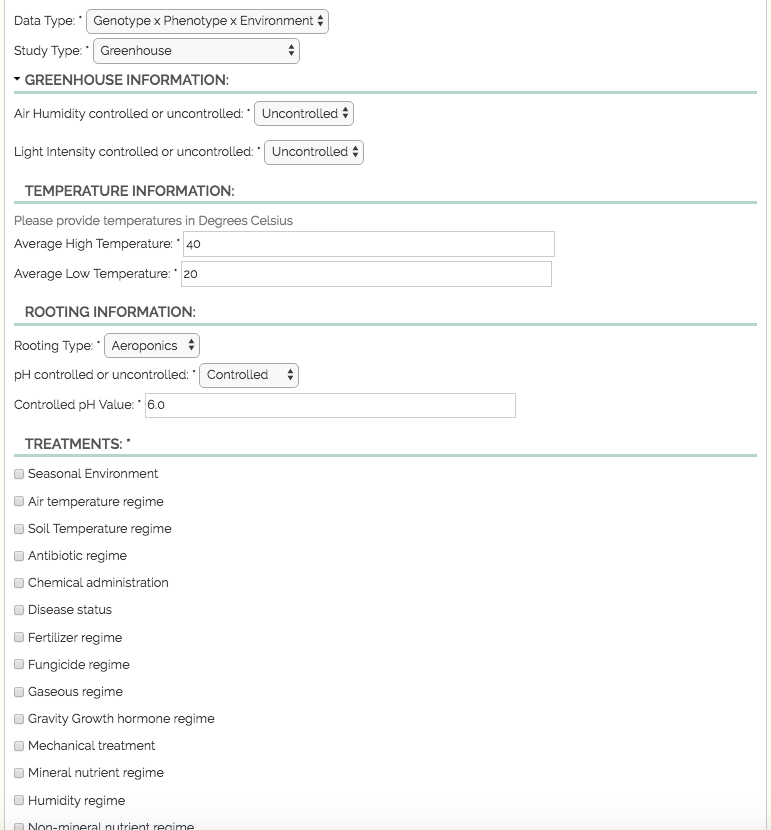 Data Type: * Genotype x Phenotype x Environment
Study Type: * Greenhouse
GREENHOUSE INFORMATION:
Air Humidity controlled or uncontrolled: * Uncontrolled
Light Intensity controlled or uncontrolled: * Uncontrolled
TEMPERATURE INFORMATION:
Please provide temperatures in Degrees Celsius
Average High Temperature: * 40
Average Low Temperature: * 20
ROOTING INFORMATION:
Rooting Type: * Aeroponics
pH controlled or uncontrolled: * Controlled
Controlled pH Value: * 6.0
TREATMENTS: *
Seasonal Environment
Air temperature regime
Soil Temperature regime
Antibiotic regime
Chemical administration
Disease status
Fertilizer regime
Fungicide regime
Gaseous regime
Gravity Growth hormone regime
Mechanical treatment
Mineral nutrient regime
Humidity regime
Non-mineral nutrient regime